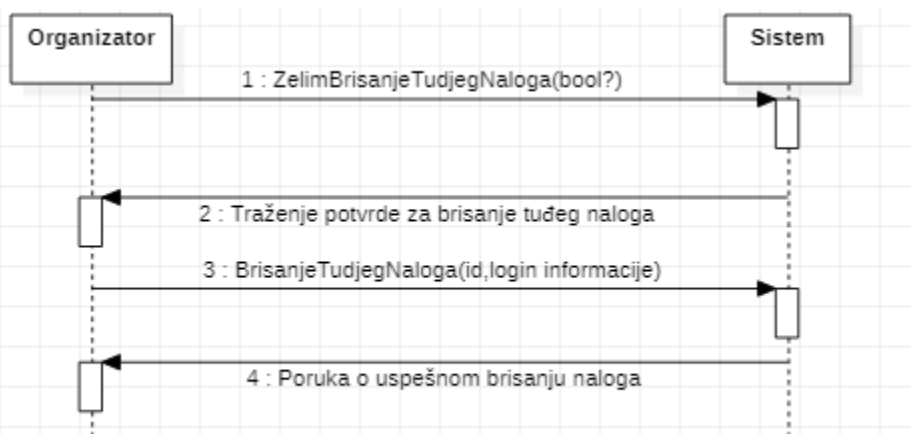 Organizator
Sistem
1 : ZelimBrisanjeTudjegNaloga(bool?)
2 : Traženje potvrde za brisanje tuđeg naloga
3 : BrisanjeTudjegNaloga(id,login informacije)
4 : Poruka o uspešnom brisanju naloga